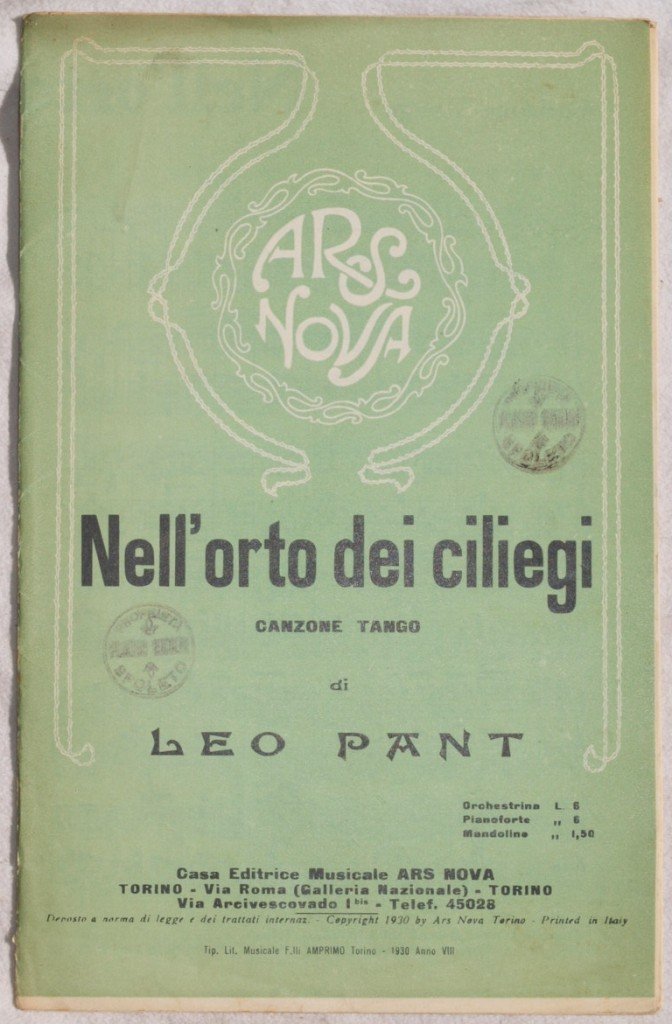 ARS
NOVA
SPOLETO
Nell'orto dei ciliegi
CANZONE TANGO
SPOLETO
di
LEO PANT
Orchestrina L. 6
Pianoforte „ 6
Mandolino „ 1,50
Casa Editrice Musicale ARS NOVA
TORINO - Via Roma (Galleria Nazionale) - TORINO
Via Arcivescovado 1 bis - Telef. 45028
Deposto a norma di legge e dei trattati internaz. - Copyright 1930 by Ars Nova Torino - Printed in Italy
Tip. Lit. Musicale F.lli AMPRIMO Torino - 1930 Anno VIII